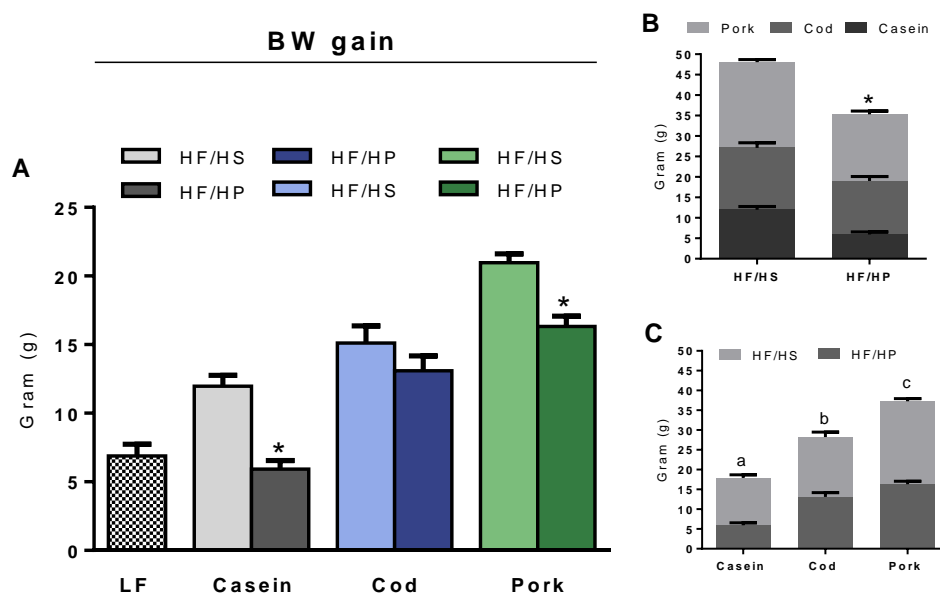 BW gain
A
HF/HS HF/HP HF/HS
HF/HP HF/HS HF/HP
Gram (g)
25
20
15
10
5
0
*
*
LF Casein Cod Pork
B
Pork Cod Casein
Gram (g)
50
45
40
35
30
25
20
15
10
5
0
*
HF/HS HF/HP
C
HF/HS HF/HP
Gram (g)
50
45
40
35
30
25
20
15
10
5
0
a
b
c
Casein Cod Pork